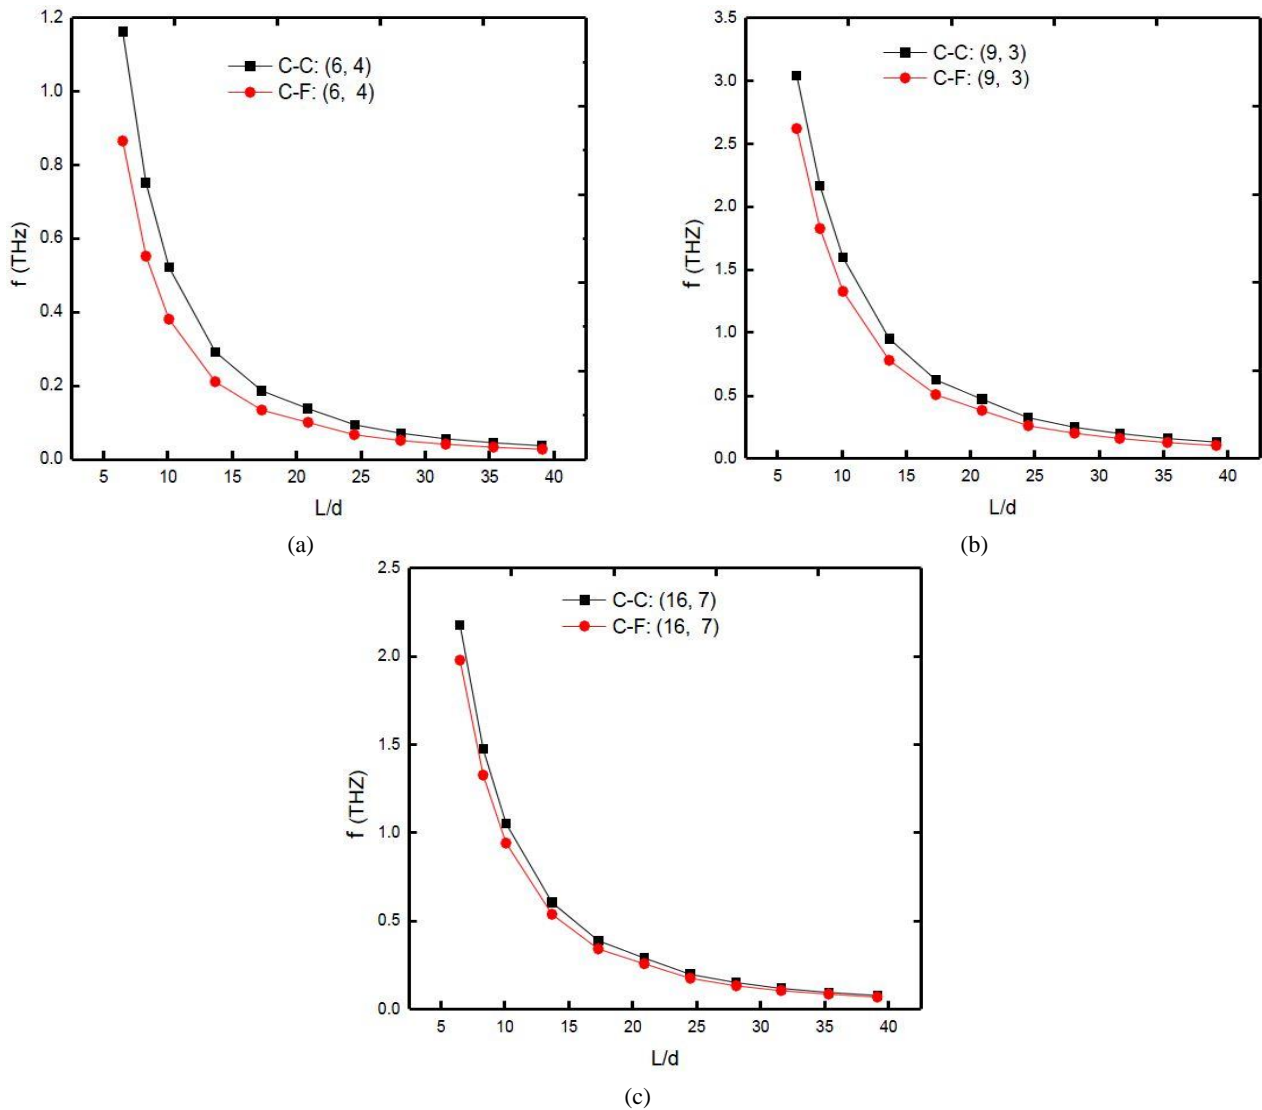 1.2
1.0
0.8
0.6
0.4
0.2
0.0
f (THz)
C-C: (6, 4)
C-F: (6, 4)
5 10 15 20 25 30 35 40
L/d
(a)
3.5
3.0
2.5
2.0
1.5
1.0
0.5
0.0
f (THZ)
C-C: (9, 3)
C-F: (9, 3)
5 10 15 20 25 30 35 40
L/d
(b)
2.5
2.0
1.5
1.0
0.5
0.0
f (THZ)
C-C: (16, 7)
C-F: (16, 7)
5 10 15 20 25 30 35 40
L/d
(c)